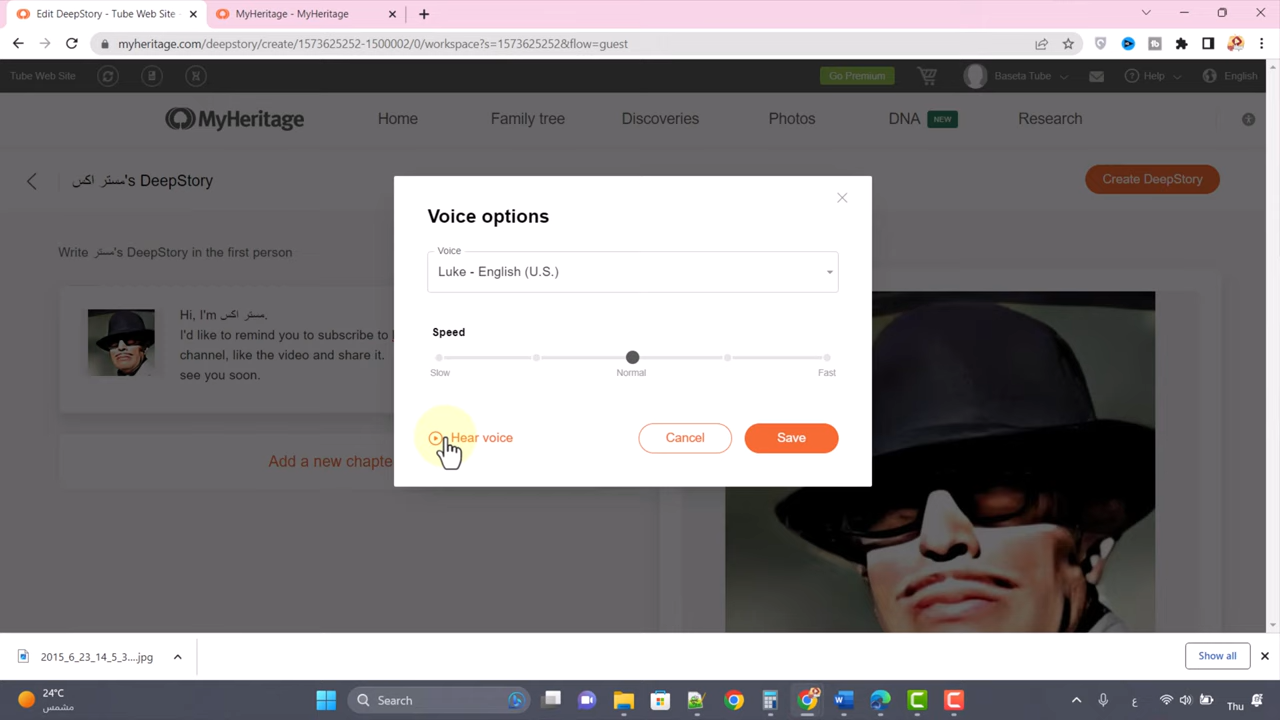 Edit DeepStory - Tube Web Site -
MyHeritage - MyHeritage
myheritage.com/deepstory/create/1573625252-1500002/0/workspace?s=1573625252&flow=guest
Tube Web Site
Go Premium
Baseta Tube
Help
English
MyHeritage
Home
Family tree
Discoveries
Photos
DNA
NEW
Research
مستر اكس's DeepStory
Create DeepStory
Write مستر's DeepStory in the first person
Hi, I'm مستر اكس.
I'd like to remind you to subscribe to
channel, like the video and share it.
see you soon.
Add a new chapte
Voice options
Voice
Luke - English (U.S.)
Speed
Slow
Normal
Fast
Hear voice
Cancel
Save
2015_6_23_14_5_3....jpg
Show all
24°C
مشمس
Search
ع
Thu